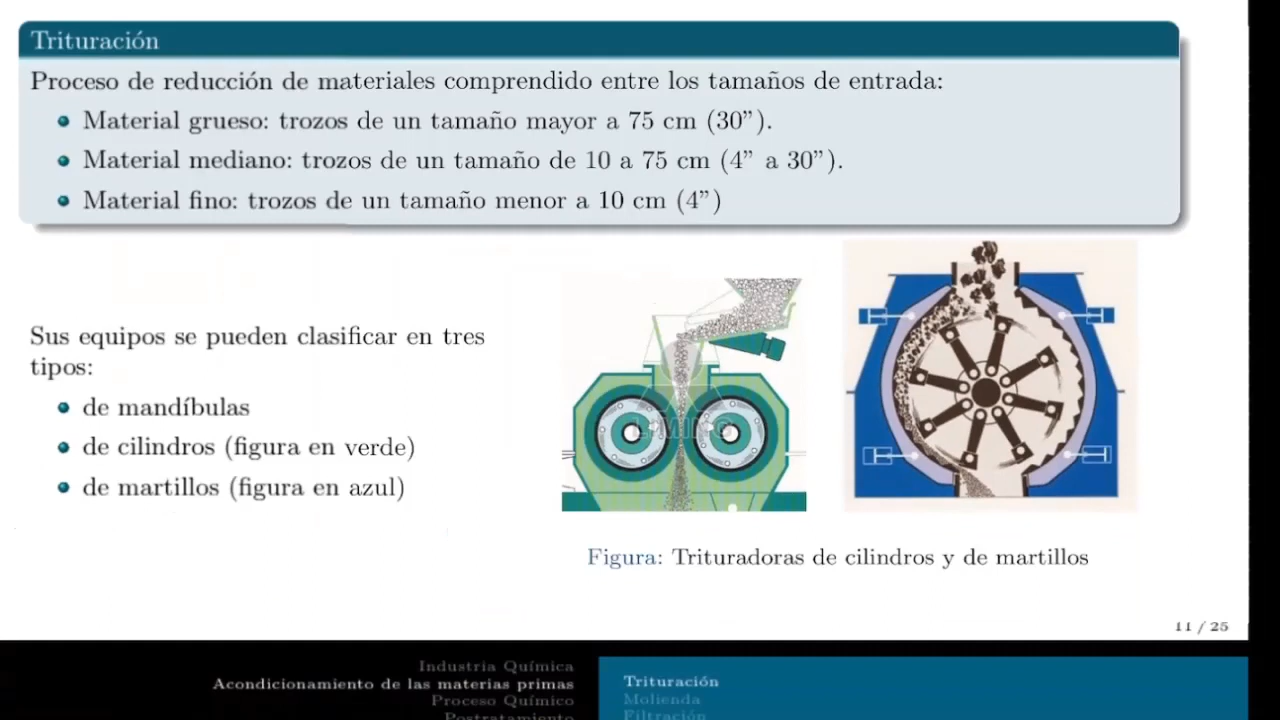 Trituración
Proceso de reducción de materiales comprendido entre los tamaños de entrada:
Material grueso: trozos de un tamaño mayor a 75 cm (30”).
Material mediano: trozos de un tamaño de 10 a 75 cm (4” a 30”).
Material fino: trozos de un tamaño menor a 10 cm (4”)
Sus equipos se pueden clasificar en tres
tipos:
de mandíbulas
de cilindros (figura en verde)
de martillos (figura en azul)
Figura: Trituradoras de cilindros y de martillos
11 / 25
Industria Química
Acondicionamiento de las materias primas
Proceso Químico
Postratamiento
Trituración
Molienda
Filtración